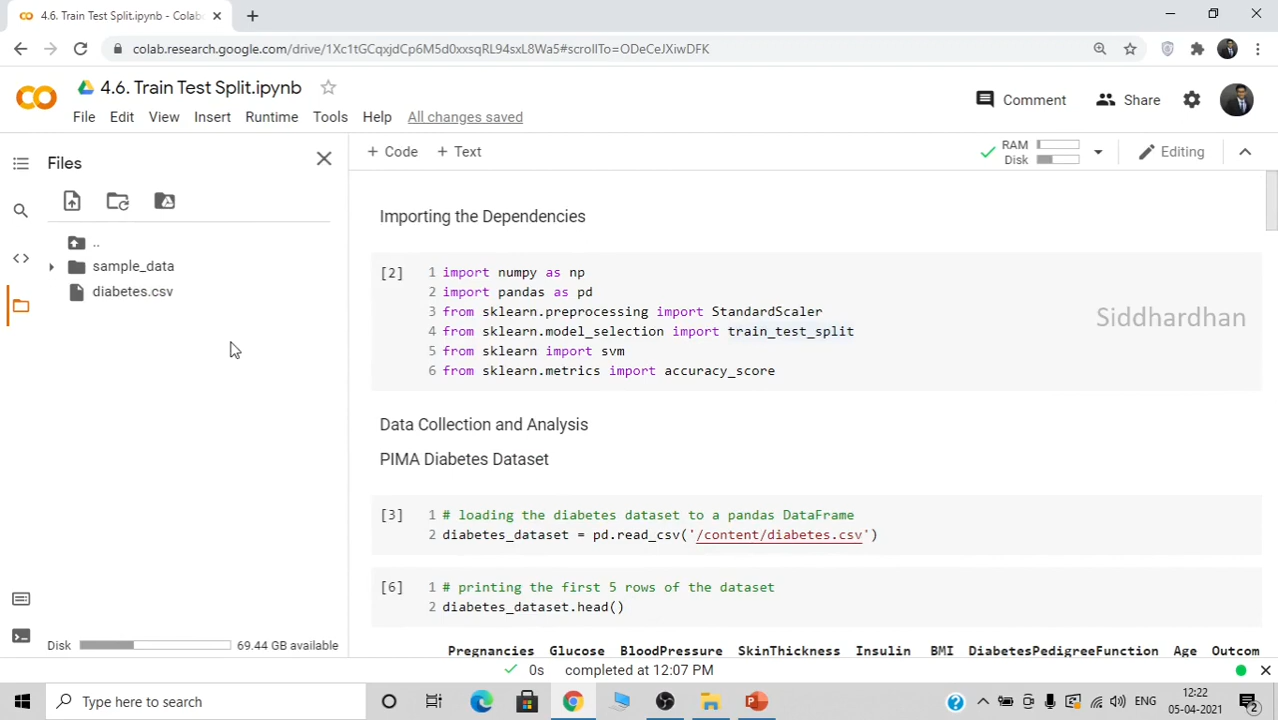 4.6. Train Test Split.ipynb - Colab
colab.research.google.com/drive/1Xc1tGCqxjdCp6M5d0xxsqRL94sxL8Wa5#scrollTo=ODeCeJXiwDFK
4.6. Train Test Split.ipynb
File Edit View Insert Runtime Tools Help All changes saved
Comment Share
Files
+ Code + Text
RAM
Disk
Editing
..
sample_data
diabetes.csv
Importing the Dependencies
[2] 1 import numpy as np
2 import pandas as pd
3 from sklearn.preprocessing import StandardScaler
4 from sklearn.model_selection import train_test_split
5 from sklearn import svm
6 from sklearn.metrics import accuracy_score
Siddhardhan
Data Collection and Analysis
PIMA Diabetes Dataset
[3] 1 # loading the diabetes dataset to a pandas DataFrame
2 diabetes_dataset = pd.read_csv('/content/diabetes.csv')
[6] 1 # printing the first 5 rows of the dataset
2 diabetes_dataset.head()
Pregnancies Glucose BloodPressure SkinThickness Insulin BMI DiabetesPedigreeFunction Age Outcom
Disk 69.44 GB available
0s completed at 12:07 PM
Type here to search
ENG
12:22
05-04-2021
2